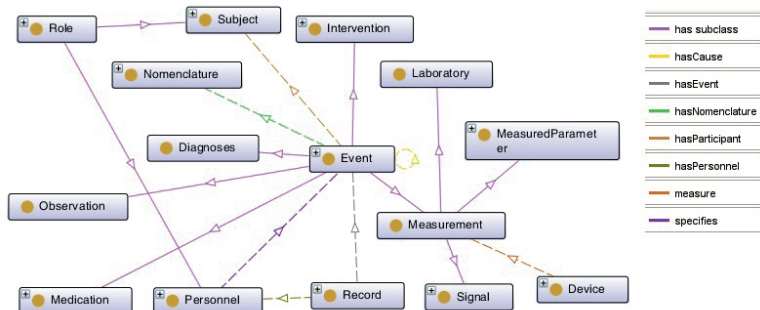 Role
Subject
Intervention
Nomenclature
Laboratory
Diagnoses
Event
MeasuredParamet
er
Observation
Measurement
Medication
Personnel
Record
Signal
Device
has subclass
hasCause
hasEvent
hasNomenclature
hasParticipant
hasPersonnel
measure
specifies